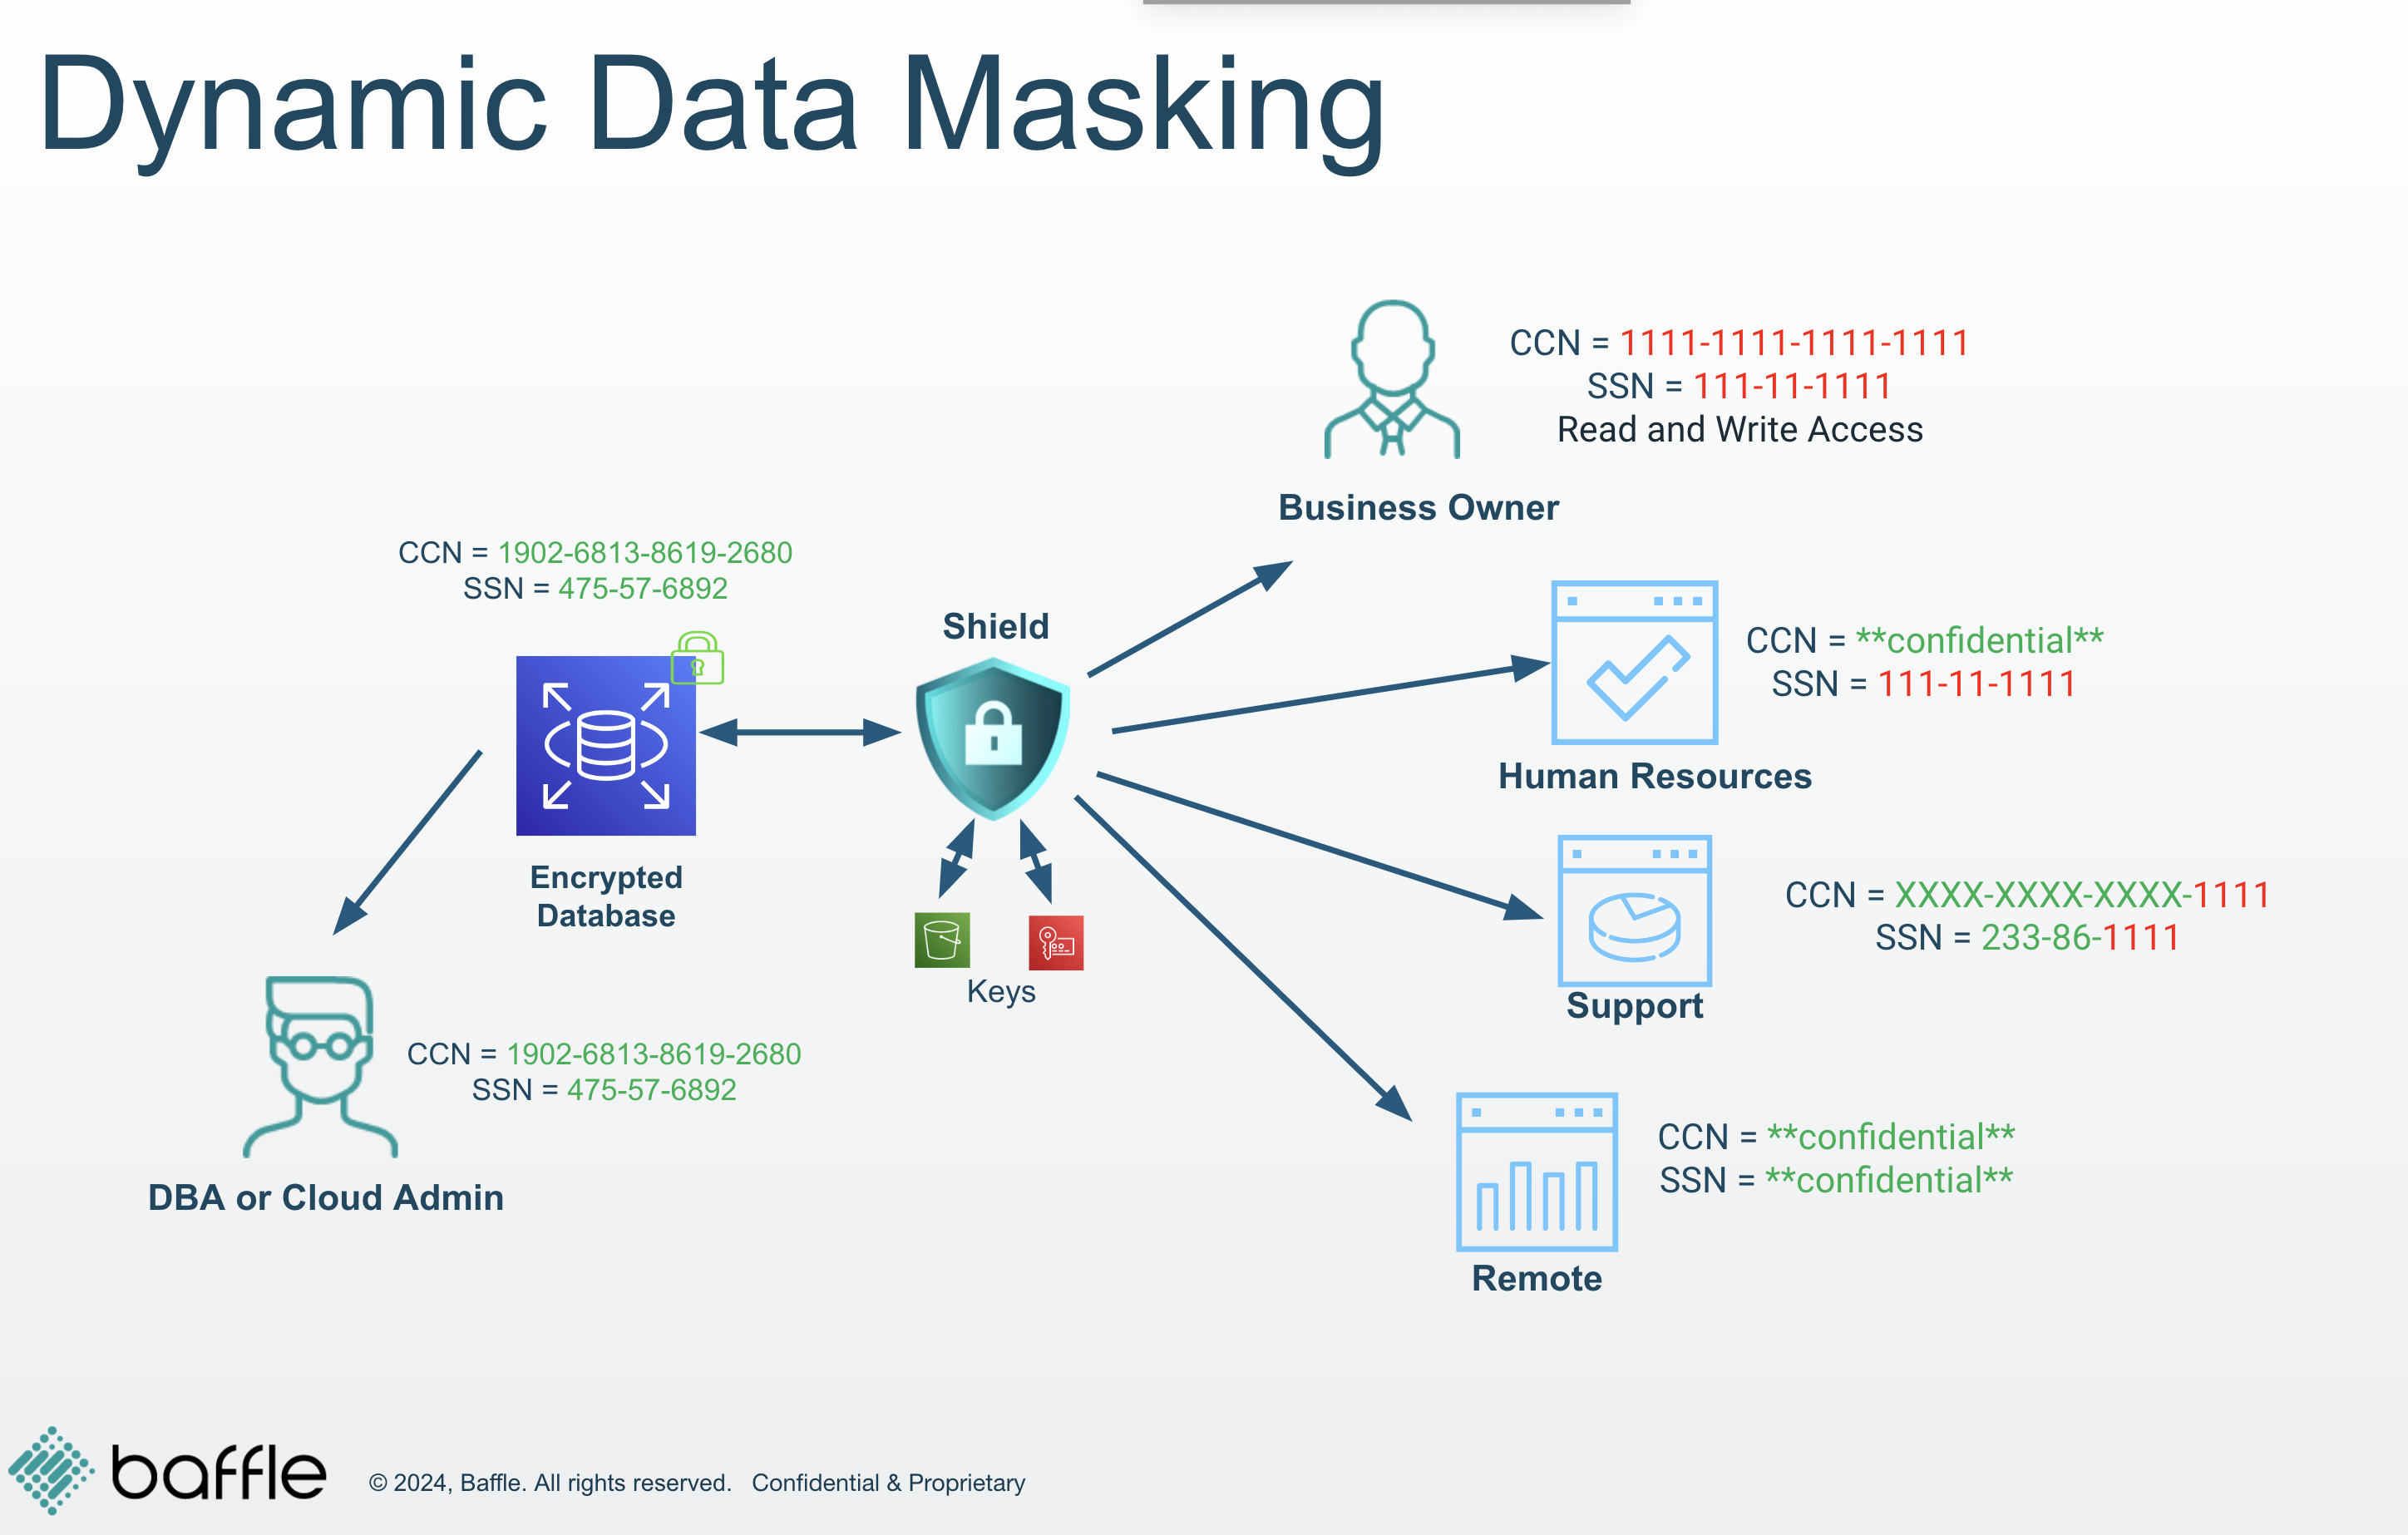 Dynamic Data Masking
CCN = 1111-1111-1111-1111
SSN = 111-11-1111
Read and Write Access
Business Owner
CCN = 1902-6813-8619-2680
SSN = 475-57-6892
Shield
CCN = **confidential**
SSN = 111-11-1111
Human Resources
Encrypted
Database
CCN = XXXX-XXXX-XXXX-1111
SSN = 233-86-1111
Keys
Support
CCN = 1902-6813-8619-2680
SSN = 475-57-6892
DBA or Cloud Admin
CCN = **confidential**
SSN = **confidential**
Remote
baffle
© 2024, Baffle. All rights reserved. Confidential & Proprietary